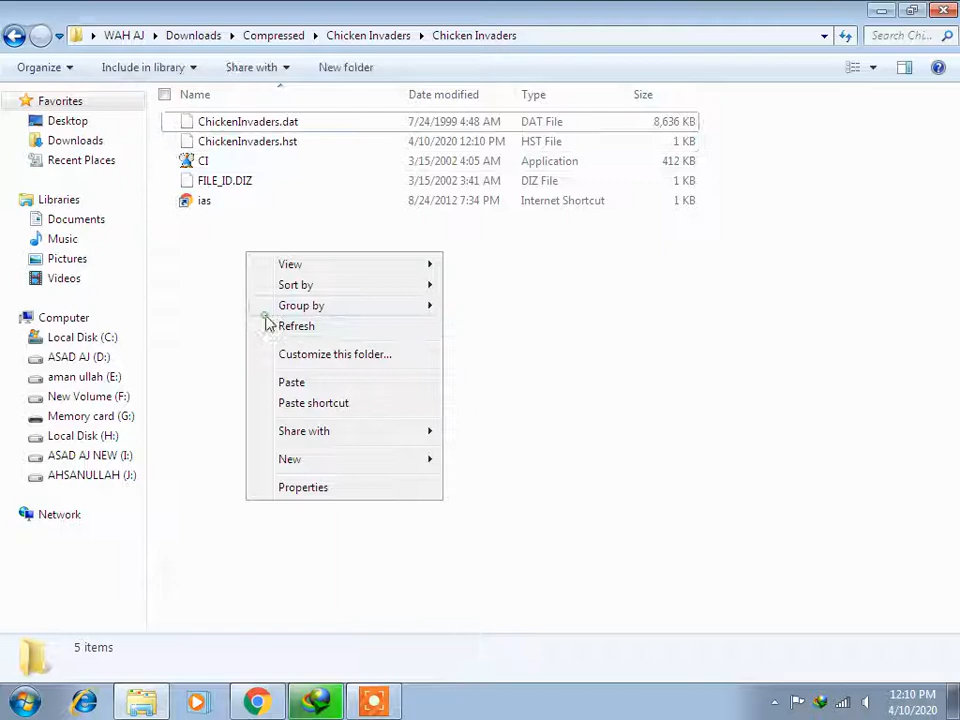 WAH AJ Downloads Compressed Chicken Invaders Chicken Invaders Search Chi...
Organize Include in library Share with New folder
Favorites
Desktop
Downloads
Recent Places
Libraries
Documents
Music
Pictures
Videos
Computer
Local Disk (C:)
ASAD AJ (D:)
aman ullah (E:)
New Volume (F:)
Memory card (G:)
Local Disk (H:)
ASAD AJ NEW (I:)
AHSANULLAH (J:)
Network
Name Date modified Type Size
ChickenInvaders.dat 7/24/1999 4:48 AM DAT File 8,636 KB
ChickenInvaders.hst 4/10/2020 12:10 PM HST File 1 KB
CI 3/15/2002 4:05 AM Application 412 KB
FILE_ID.DIZ 3/15/2002 3:41 AM DIZ File 1 KB
ias 8/24/2012 7:34 PM Internet Shortcut 1 KB
View
Sort by
Group by
Refresh
Customize this folder...
Paste
Paste shortcut
Share with
New
Properties
5 items
12:10 PM
4/10/2020